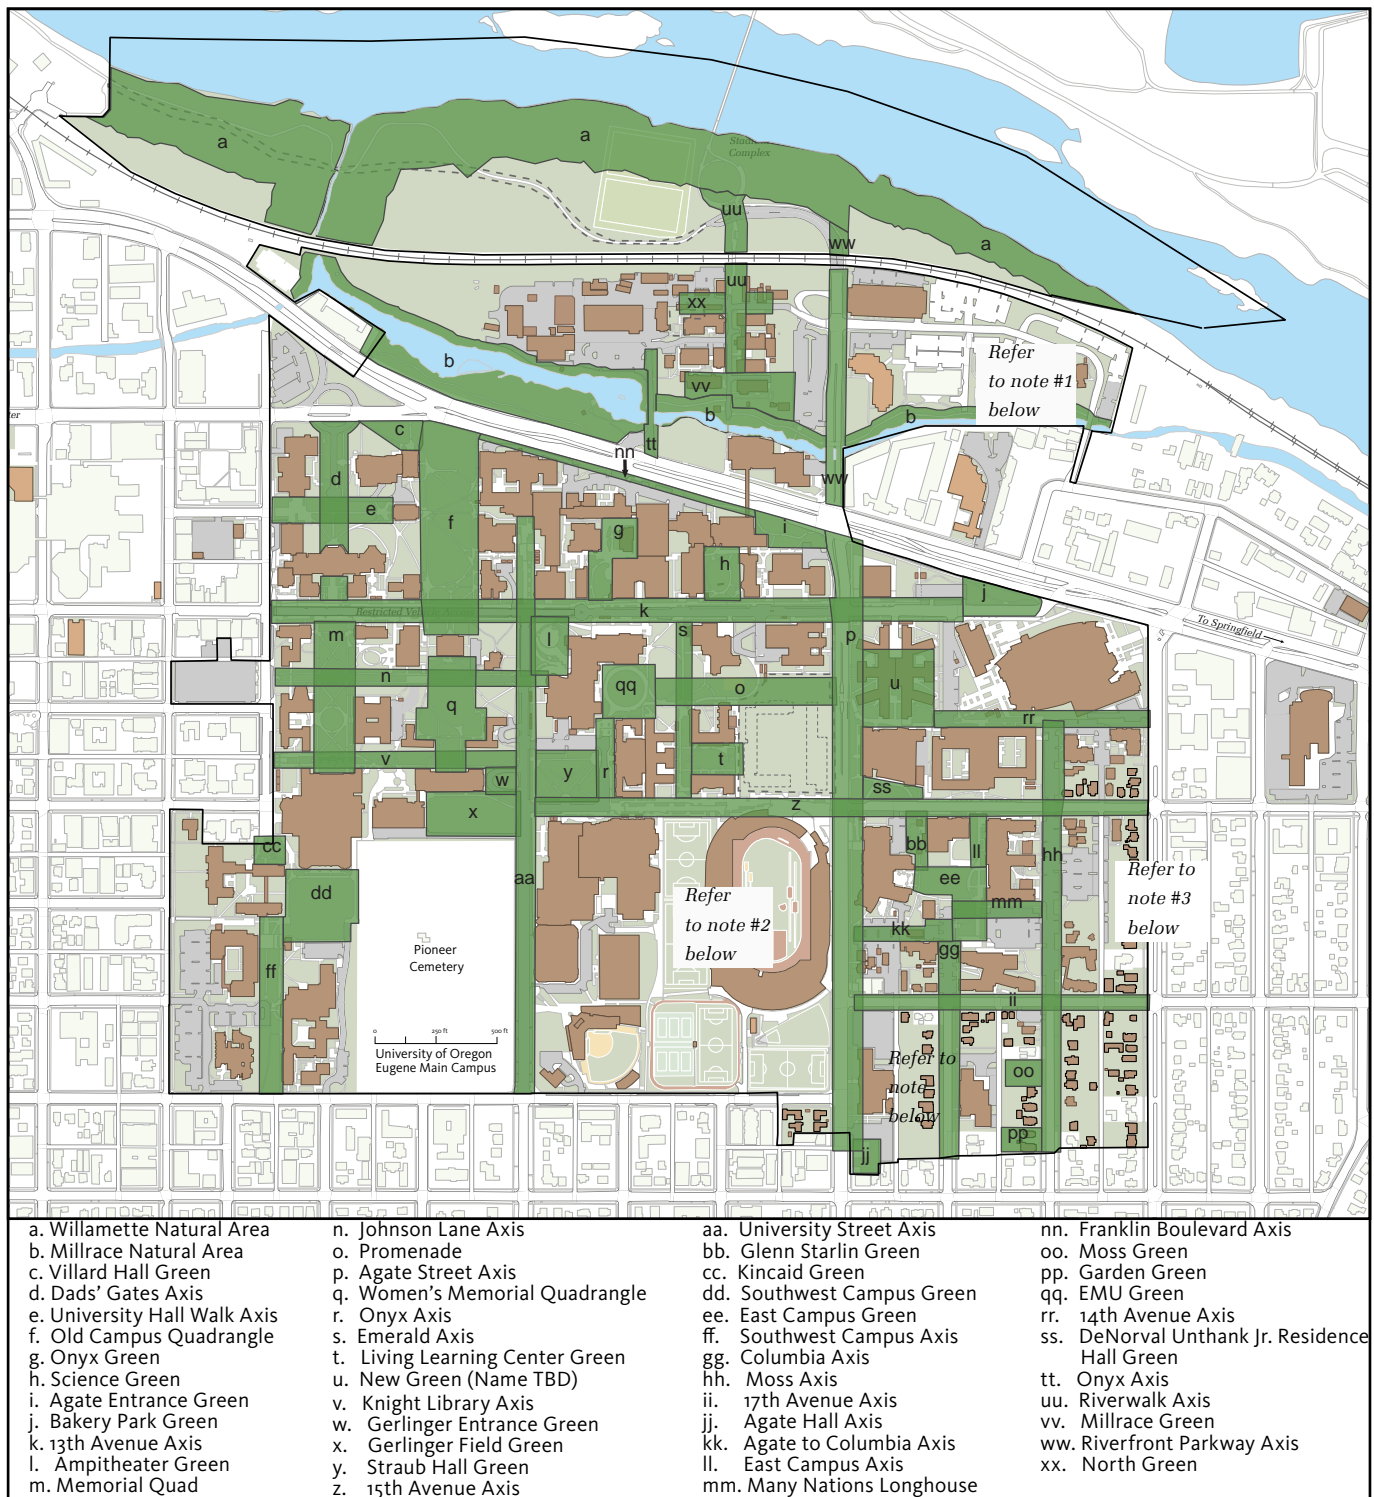 a
a
Complex
uu
ww
a
uu
xx
Refer
to note #1
below
b
vv
b
b
ter
c
tt
nn
d
ww
e
f
g
i
h
j
Restricted Vehicle
k
To Springfield
m
l
s
p
n
qq
o
u
q
rr
v
y
r
t
w
ss
x
z
cc
bb
ll
hh
aa
ee
dd
Refer to
note #3
below
Refer
to note #2
below
mm
kk
Pioneer
Cemetery
gg
ff
ii
0 250 ft 500 ft
University of Oregon
Eugene Main Campus
Refer to
note
below
oo
pp
jj
a. Willamette Natural Area
b. Millrace Natural Area
c. Villard Hall Green
d. Dads' Gates Axis
e. University Hall Walk Axis
f. Old Campus Quadrangle
g. Onyx Green
h. Science Green
i. Agate Entrance Green
j. Bakery Park Green
k. 13th Avenue Axis
l. Ampitheater Green
m. Memorial Quad
n. Johnson Lane Axis
o. Promenade
p. Agate Street Axis
q. Women's Memorial Quadrangle
r. Onyx Axis
s. Emerald Axis
t. Living Learning Center Green
u. New Green (Name TBD)
v. Knight Library Axis
w. Gerlinger Entrance Green
x. Gerlinger Field Green
y. Straub Hall Green
z. 15th Avenue Axis
aa. University Street Axis
bb. Glenn Starlin Green
cc. Kincaid Green
dd. Southwest Campus Green
ee. East Campus Green
ff. Southwest Campus Axis
gg. Columbia Axis
hh. Moss Axis
ii. 17th Avenue Axis
jj. Agate Hall Axis
kk. Agate to Columbia Axis
ll. East Campus Axis
mm. Many Nations Longhouse
nn. Franklin Boulevard Axis
oo. Moss Green
pp. Garden Green
qq. EMU Green
rr. 14th Avenue Axis
ss. DeNorval Unthank Jr. Residence
Hall Green
tt. Onyx Axis
uu. Riverwalk Axis
vv. Millrace Green
ww. Riverfront Parkway Axis
xx. North Green